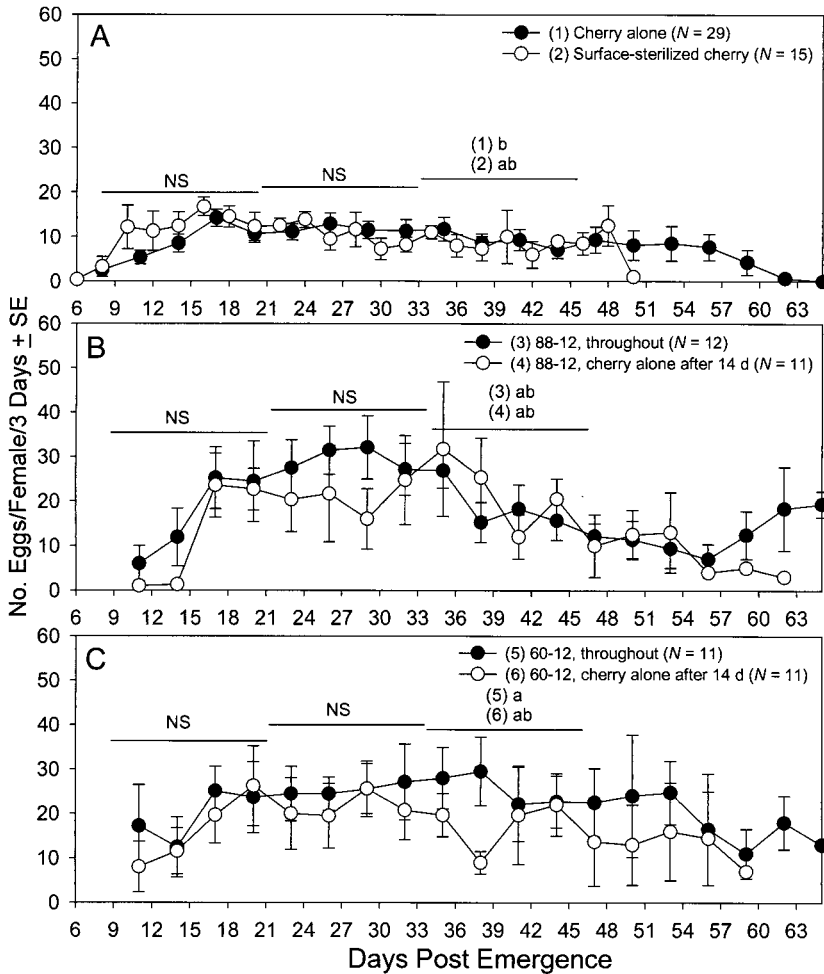 No. Eggs/Female/3 Days ± SE
A
(1) Cherry alone (N = 29)
(2) Surface-sterilized cherry (N = 15)
60
50
40
30
20
10
0
NS
NS
(1) b
(2) ab
6 9 12 15 18 21 24 27 30 33 36 39 42 45 48 51 54 57 60 63
B
(3) 88-12, throughout (N = 12)
(4) 88-12, cherry alone after 14 d (N = 11)
60
50
40
30
20
10
0
NS
NS
(3) ab
(4) ab
6 9 11 15 18 21 24 27 30 33 36 39 42 45 48 51 54 57 60 63
C
(5) 60-12, throughout (N = 11)
(6) 60-12, cherry alone after 14 d (N = 11)
60
50
40
30
20
10
0
NS
NS
(5) a
(6) ab
6 9 12 15 18 21 24 27 30 33 36 39 42 45 48 51 54 57 60 63
Days Post Emergence